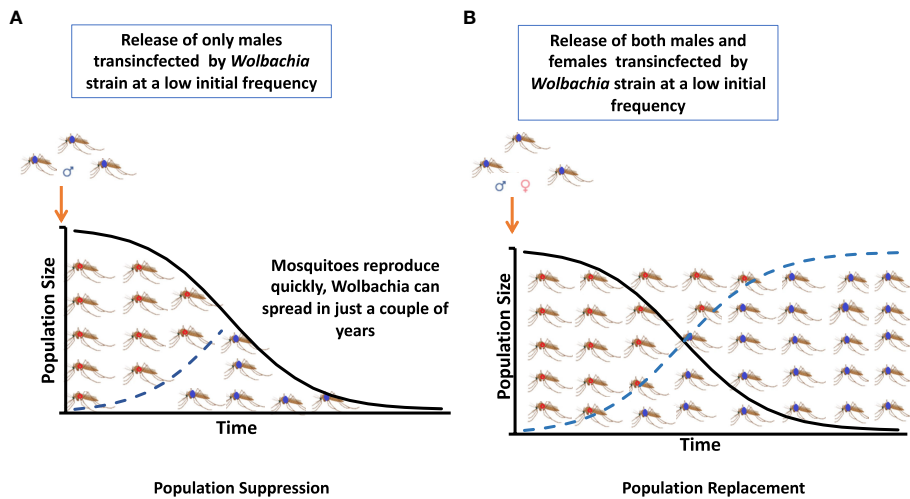 A
Release of only males
transinfected by Wolbachia
strain at a low initial frequency
♂
Population Size
Mosquitoes reproduce
quickly, Wolbachia can
spread in just a couple of
years
Time
Population Suppression
B
Release of both males and
females transinfected by
Wolbachia strain at a low initial
frequency
♂ ♀
Population Size
Time
Population Replacement